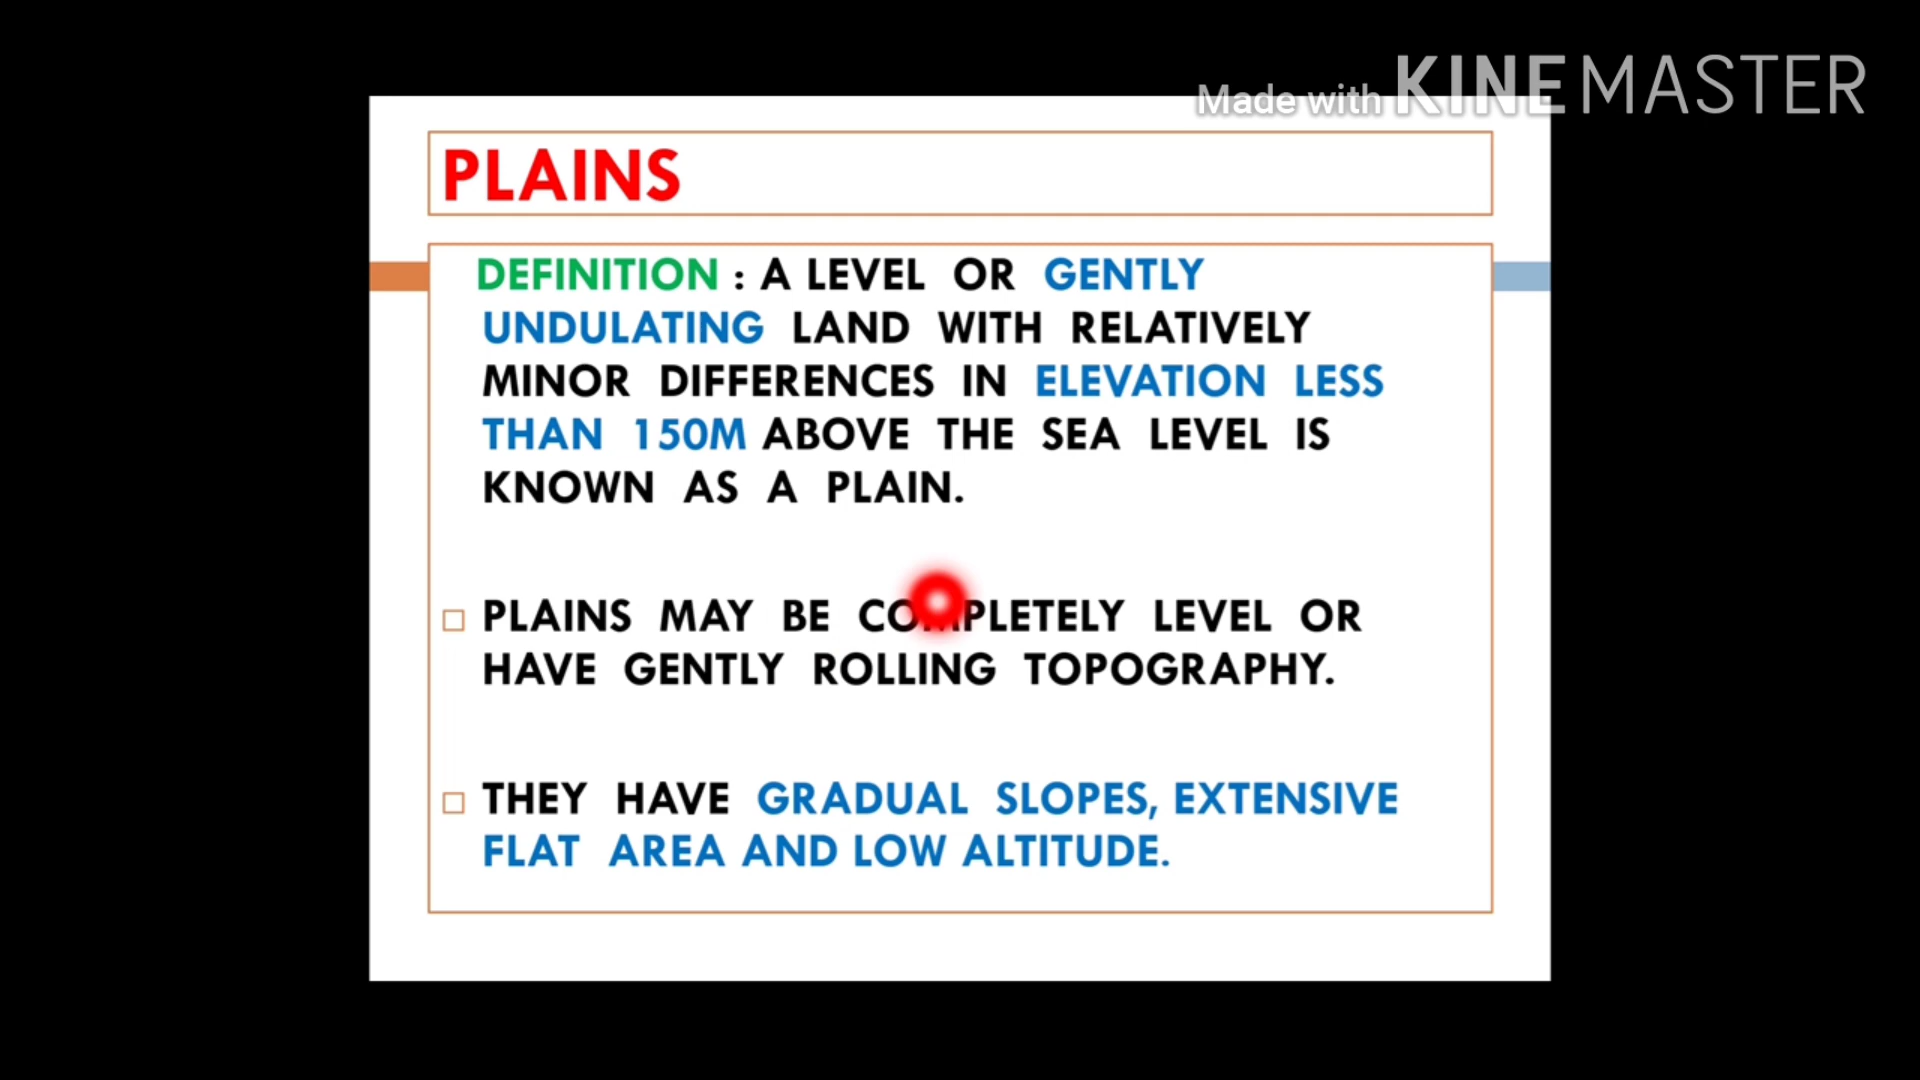 Made with KINEMASTER
PLAINS
DEFINITION : A LEVEL OR GENTLY
UNDULATING LAND WITH RELATIVELY
MINOR DIFFERENCES IN ELEVATION LESS
THAN 150M ABOVE THE SEA LEVEL IS
KNOWN AS A PLAIN.
PLAINS MAY BE COMPLETELY LEVEL OR
HAVE GENTLY ROLLING TOPOGRAPHY.
THEY HAVE GRADUAL SLOPES, EXTENSIVE
FLAT AREA AND LOW ALTITUDE.